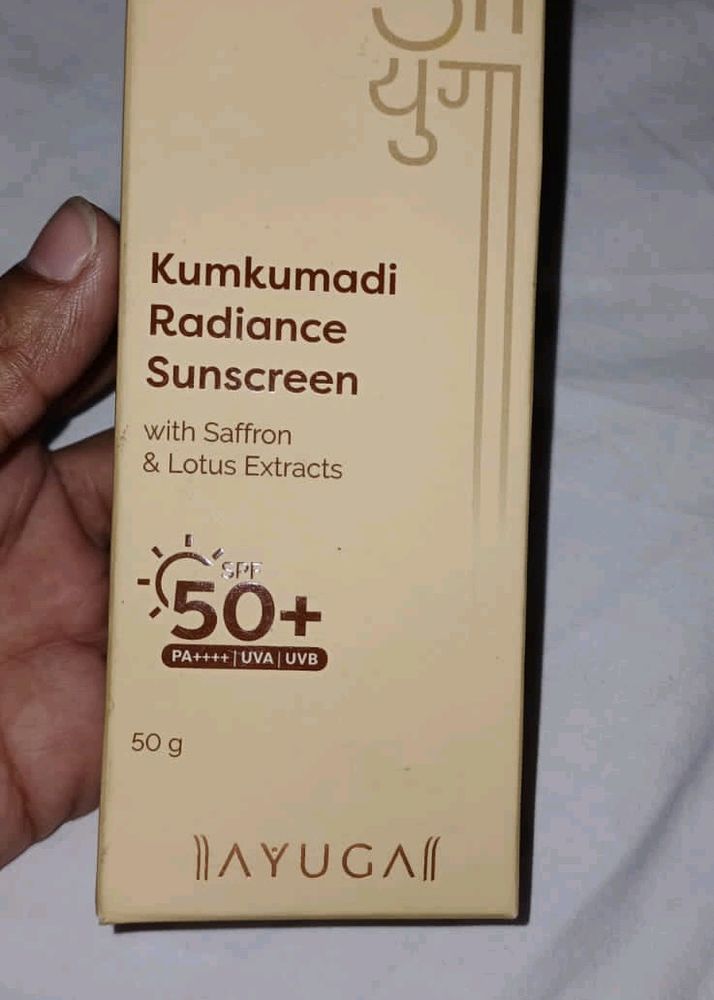 युगा
Kumkumadi
Radiance
Sunscreen
with Saffron
& Lotus Extracts
SPF
50+
PA++++ | UVA | UVB
50 g
AYUGA